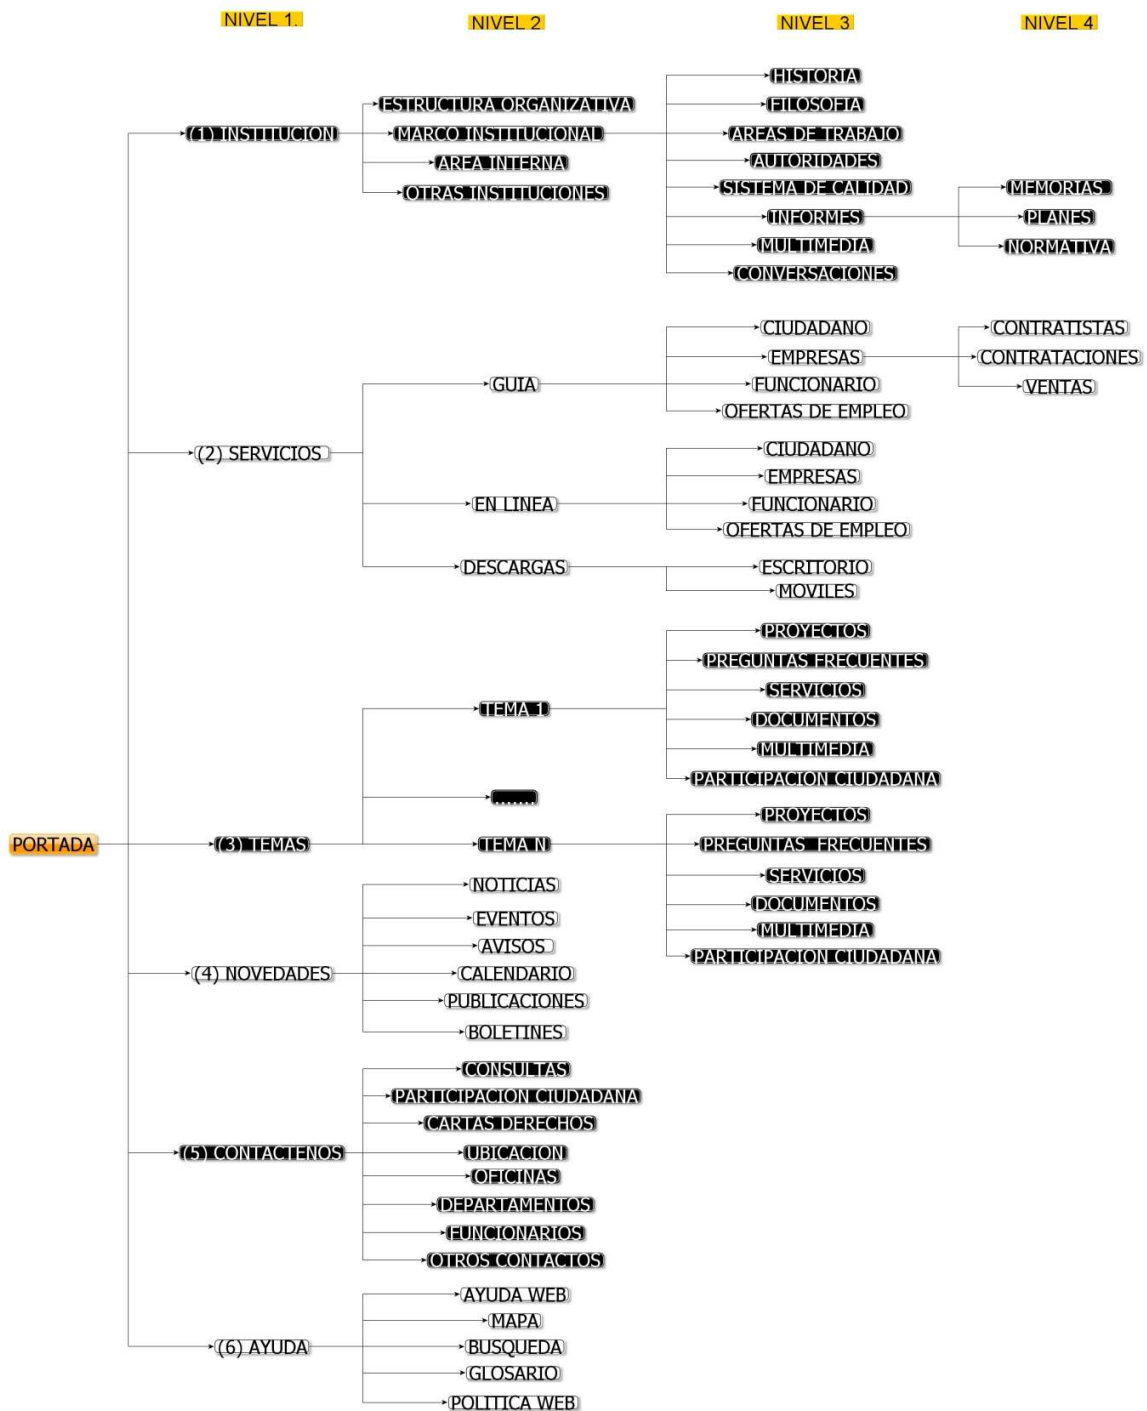 NIVEL 1.
NIVEL 2
NIVEL 3
NIVEL 4
PORTADA
(1) INSTITUCION
ESTRUCTURA ORGANIZATIVA
MARCO INSTITUCIONAL
HISTORIA
FILOSOFIA
AREAS DE TRABAJO
AUTORIDADES
SISTEMA DE CALIDAD
INFORMES
MEMORIAS
PLANES
NORMATIVA
MULTIMEDIA
CONVERSACIONES
AREA INTERNA
OTRAS INSTITUCIONES
(2) SERVICIOS
GUIA
CIUDADANO
EMPRESAS
CONTRATISTAS
CONTRATACIONES
VENTAS
FUNCIONARIO
OFERTAS DE EMPLEO
EN LINEA
CIUDADANO
EMPRESAS
FUNCIONARIO
OFERTAS DE EMPLEO
DESCARGAS
ESCRITORIO
MOVILES
(3) TEMAS
TEMA 1
PROYECTOS
PREGUNTAS FRECUENTES
SERVICIOS
DOCUMENTOS
MULTIMEDIA
PARTICIPACION CIUDADANA
.......
TEMA N
PROYECTOS
PREGUNTAS FRECUENTES
SERVICIOS
DOCUMENTOS
MULTIMEDIA
PARTICIPACION CIUDADANA
(4) NOVEDADES
NOTICIAS
EVENTOS
AVISOS
CALENDARIO
PUBLICACIONES
BOLETINES
(5) CONTACTENOS
CONSULTAS
PARTICIPACION CIUDADANA
CARTAS DERECHOS
UBICACION
OFICINAS
DEPARTAMENTOS
FUNCIONARIOS
OTROS CONTACTOS
(6) AYUDA
AYUDA WEB
MAPA
BUSQUEDA
GLOSARIO
POLITICA WEB